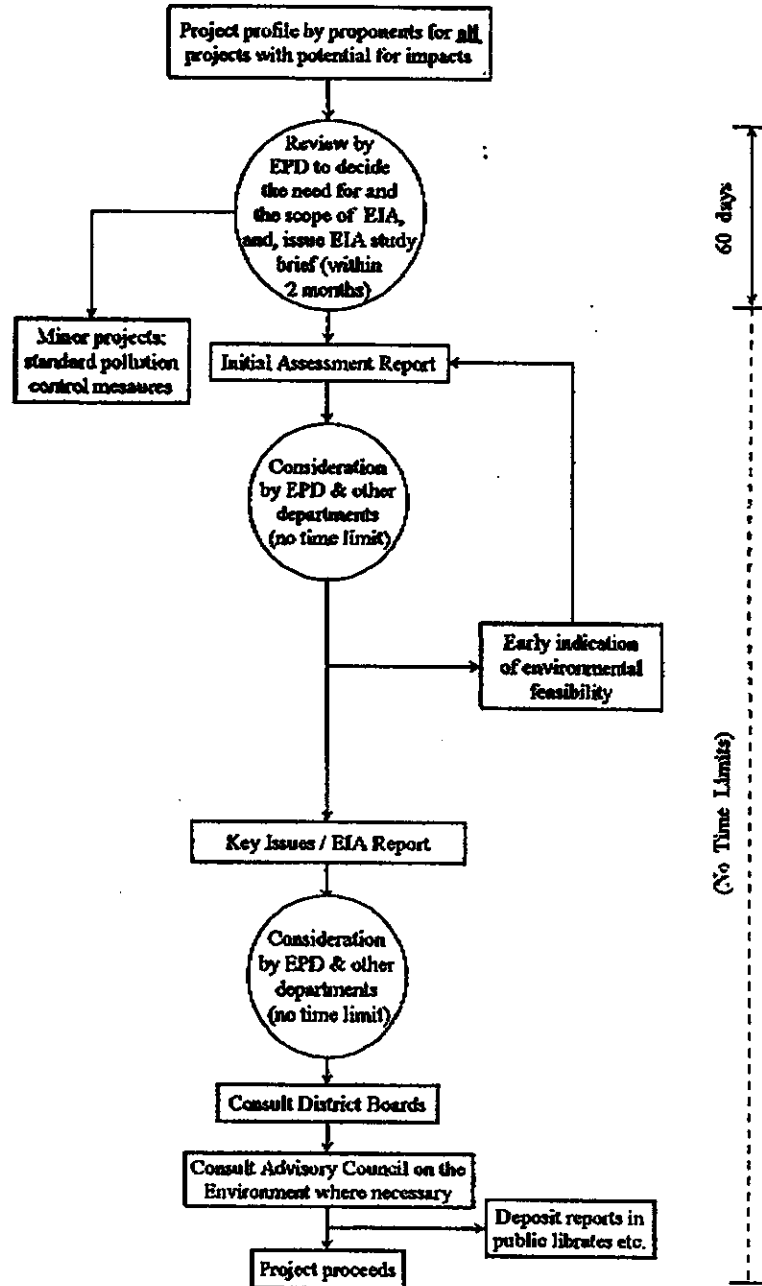 Project profile by proponents for all
projects with potential for impacts
Review by
EPD to decide
the need for and
the scope of EIA,
and, issue EIA study
brief (within
2 months)
60 days
Minor projects:
standard pollution
control mesaures
Initial Assessment Report
Consideration
by EPD & other
departments
(no time limit)
Early indication
of environmental
feasibility
(No Time Limits)
Key Issues / EIA Report
Consideration
by EPD & other
departments
(no time limit)
Consult District Boards
Consult Advisory Council on the
Environment where necessary
Deposit reports in
public librates etc.
Project proceeds